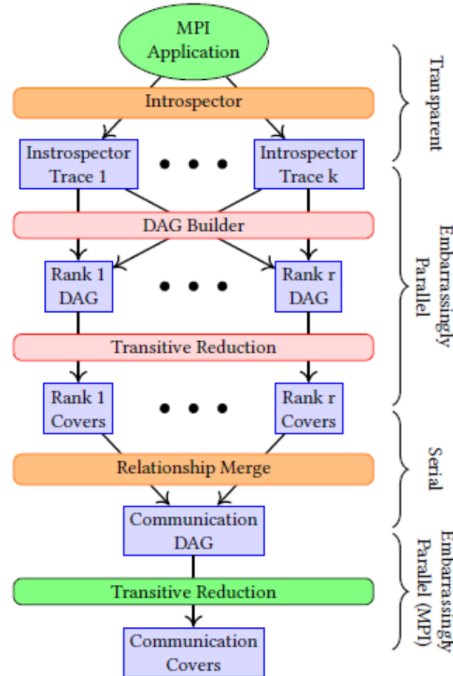 MPI
Application
Introspector
Instrospector
Trace 1
Introspector
Trace k
DAG Builder
Rank 1
DAG
Rank r
DAG
Transitive Reduction
Rank 1
Covers
Rank r
Covers
Relationship Merge
Communication
DAG
Transitive Reduction
Communication
Covers
Transparent
Embarrassingly
Parallel
Serial
Embarrassingly
Parallel (MPI)